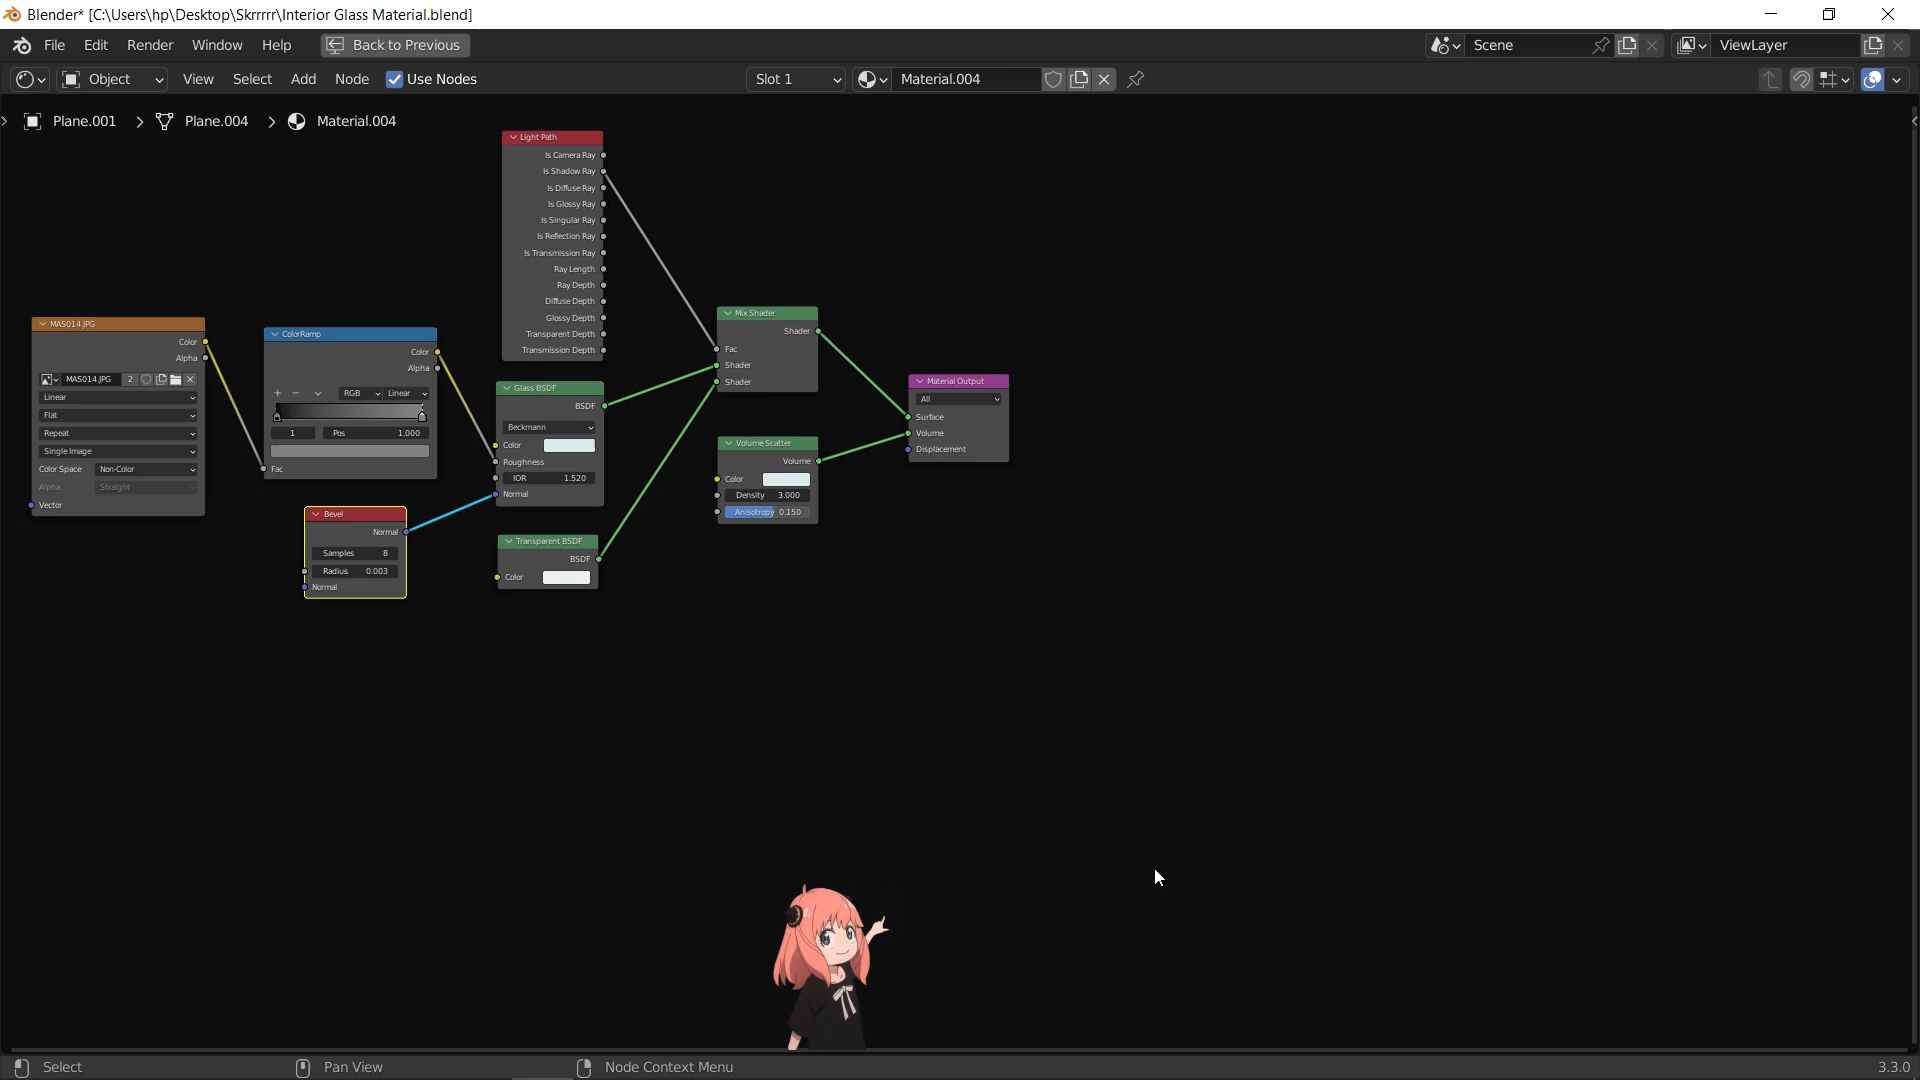 Blender* [C:\Users\hp\Desktop\Skrrrrr\Interior Glass Material.blend]
File Edit Render Window Help Back to Previous Scene ViewLayer
Object View Select Add Node Use Nodes Slot 1 Material.004
Plane.001 > Plane.004 > Material.004
Light Path
Is Camera Ray
Is Shadow Ray
Is Diffuse Ray
Is Glossy Ray
Is Singular Ray
Is Reflection Ray
Is Transmission Ray
Ray Length
Ray Depth
Diffuse Depth
Glossy Depth
Transparent Depth
Transmission Depth
MAS014.JPG
Color
Alpha
MAS014.JPG 2
Linear
Flat
Repeat
Single Image
Color Space Non-Color
Alpha Straight
Vector
ColorRamp
Color
Alpha
+ − RGB Linear
1 Pos 1.000
Fac
Bevel
Normal
Samples 8
Radius 0.003
Normal
Glass BSDF
BSDF
Beckmann
Color
Roughness
IOR 1.520
Normal
Transparent BSDF
BSDF
Color
Mix Shader
Shader
Fac
Shader
Shader
Volume Scatter
Volume
Color
Density 3.000
Anisotropy 0.150
Material Output
All
Surface
Volume
Displacement
Select Pan View Node Context Menu 3.3.0